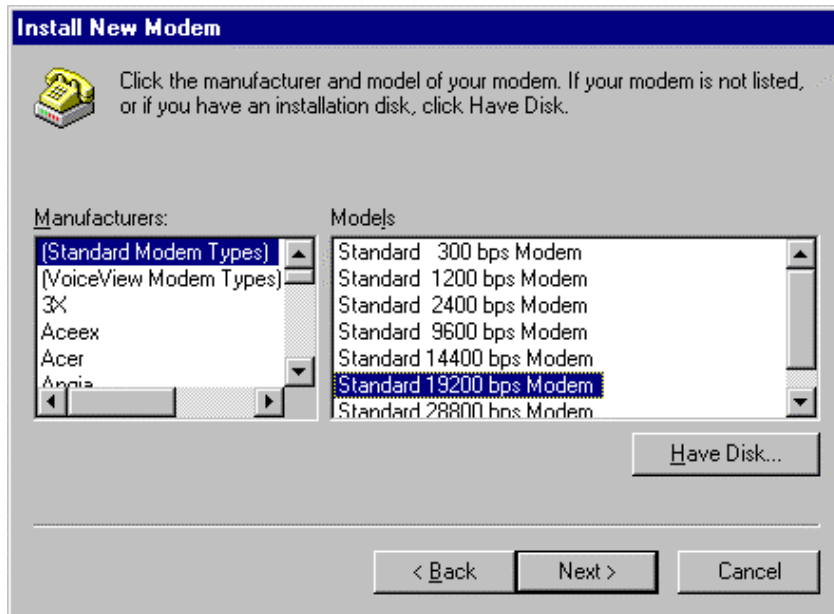 Install New Modem
Click the manufacturer and model of your modem. If your modem is not listed,
or if you have an installation disk, click Have Disk.
Manufacturers:
(Standard Modem Types)
(VoiceView Modem Types)
3X
Aceex
Acer
Angia
Models
Standard   300 bps Modem
Standard  1200 bps Modem
Standard  2400 bps Modem
Standard  9600 bps Modem
Standard 14400 bps Modem
Standard 19200 bps Modem
Standard 28800 bps Modem
Have Disk...
< Back
Next >
Cancel